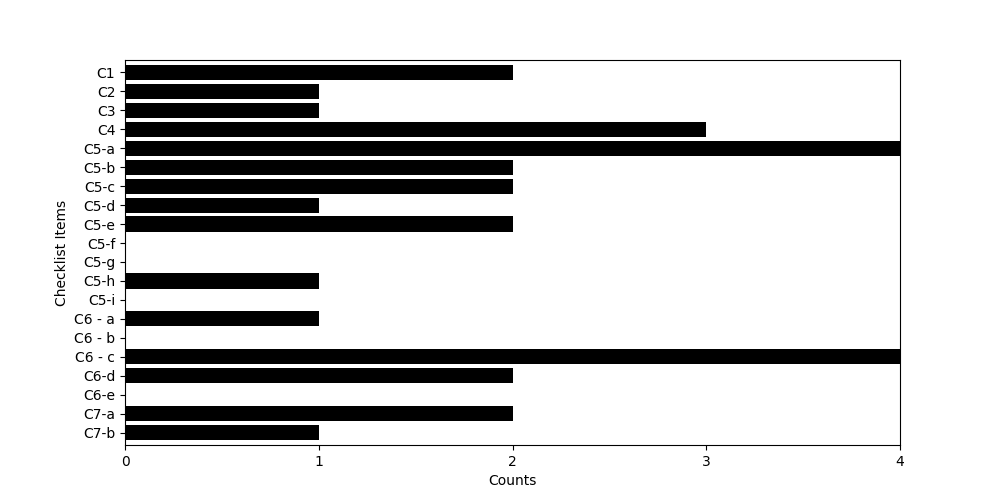 C1
C2
C3
C4
C5-a
C5-b
C5-c
C5-d
C5-e
C5-f
C5-g
C5-h
C5-i
C6 - a
C6 - b
C6 - c
C6-d
C6-e
C7-a
C7-b
Checklist Items
0 1 2 3 4
Counts